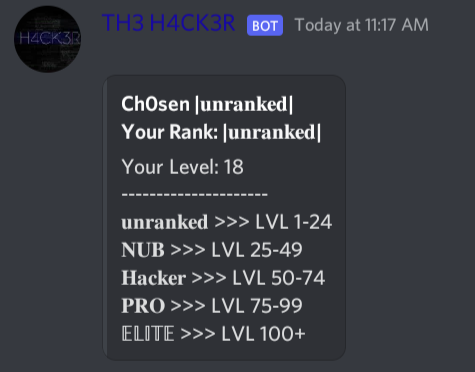 H4CK3R
TH3 H4CK3R BOT Today at 11:17 AM
Ch0sen |𝐮𝐧𝐫𝐚𝐧𝐤𝐞𝐝|
Your Rank: |𝐮𝐧𝐫𝐚𝐧𝐤𝐞𝐝|
Your Level: 18
---------------------
𝐮𝐧𝐫𝐚𝐧𝐤𝐞𝐝 >>> LVL 1-24
𝐍𝐔𝐁 >>> LVL 25-49
𝐇𝐚𝐜𝐤𝐞𝐫 >>> LVL 50-74
𝐏𝐑𝐎 >>> LVL 75-99
𝔼𝕃𝕀𝕋𝔼 >>> LVL 100+